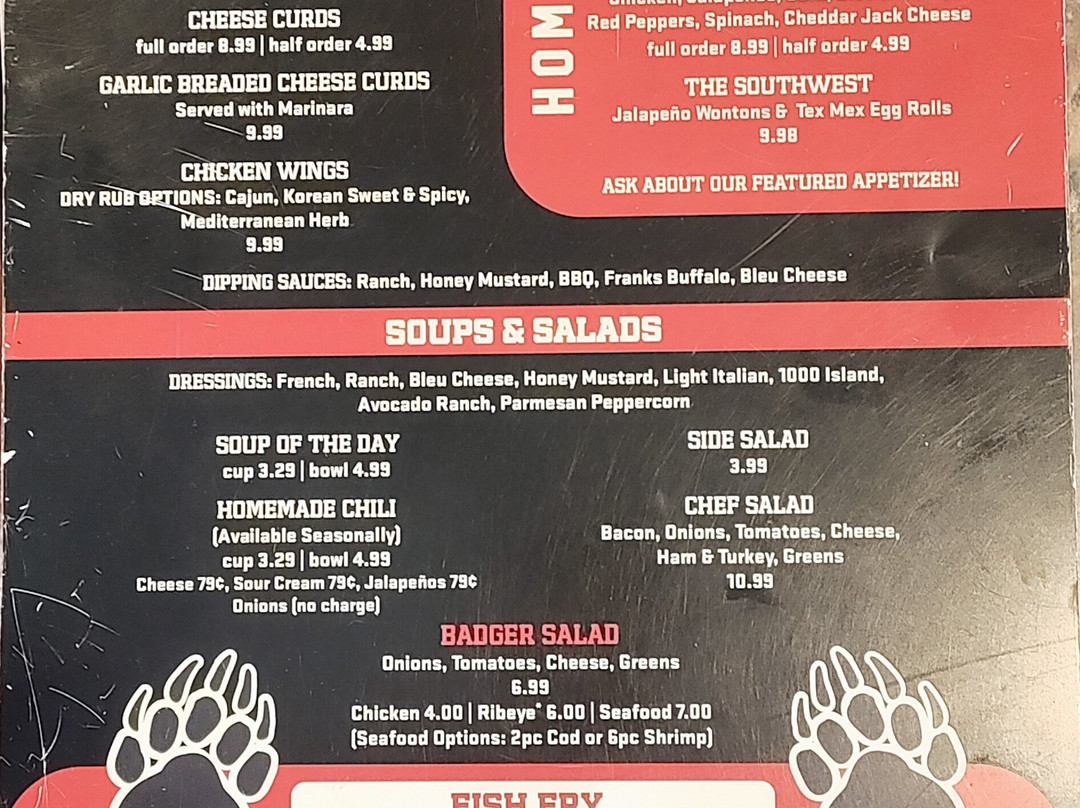 CHEESE CURDS
full order 8.99 | half order 4.99
GARLIC BREADED CHEESE CURDS
Served with Marinara
9.99
CHICKEN WINGS
DRY RUB OPTIONS: Cajun, Korean Sweet & Spicy,
Mediterranean Herb
9.99
HOM
Red Peppers, Spinach, Cheddar Jack Cheese
full order 8.99 | half order 4.99
THE SOUTHWEST
Jalapeño Wontons & Tex Mex Egg Rolls
9.98
ASK ABOUT OUR FEATURED APPETIZER!
DIPPING SAUCES: Ranch, Honey Mustard, BBQ, Franks Buffalo, Bleu Cheese
SOUPS & SALADS
DRESSINGS: French, Ranch, Bleu Cheese, Honey Mustard, Light Italian, 1000 Island,
Avocado Ranch, Parmesan Peppercorn
SOUP OF THE DAY
cup 3.29 | bowl 4.99
HOMEMADE CHILI
(Available Seasonally)
cup 3.29 | bowl 4.99
Cheese 79¢, Sour Cream 79¢, Jalapeños 79¢
Onions (no charge)
SIDE SALAD
3.99
CHEF SALAD
Bacon, Onions, Tomatoes, Cheese,
Ham & Turkey, Greens
10.99
BADGER SALAD
Onions, Tomatoes, Cheese, Greens
6.99
Chicken 4.00 | Ribeye* 6.00 | Seafood 7.00
(Seafood Options: 2pc Cod or 6pc Shrimp)
FISH FRY